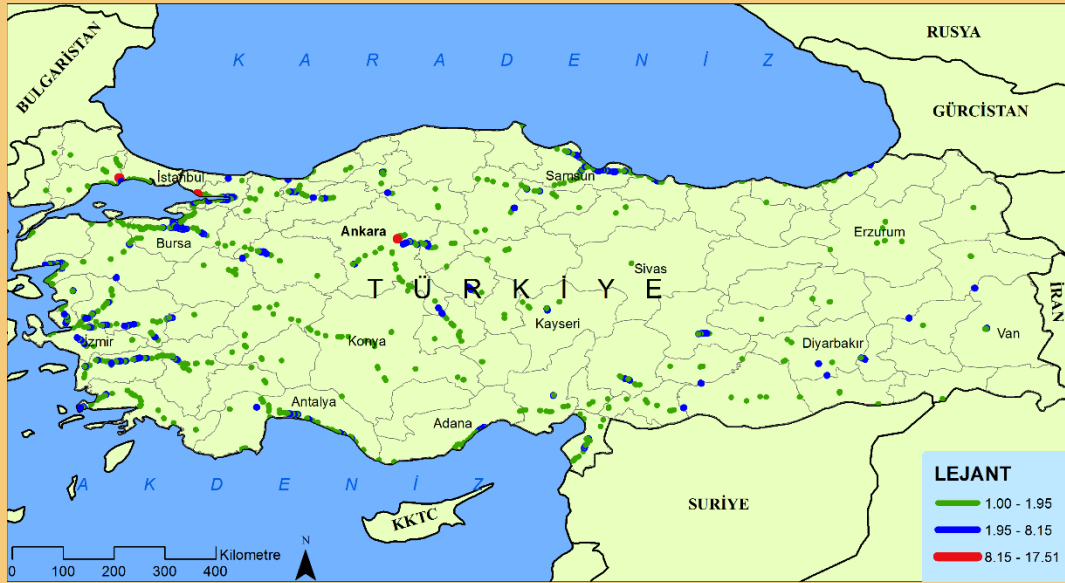 RUSYA
BULGARİSTAN
K A R A D E N İ Z
GÜRCİSTAN
İstanbul
Samsun
Bursa
Ankara
Erzurum
Sivas
T Ü R K İ Y E
İRAN
Kayseri
Van
İzmir
Konya
Diyarbakır
Antalya
Adana
A K D E N İ Z
LEJANT
1.00 - 1.95
1.95 - 8.15
8.15 - 17.51
SURİYE
KKTC
N
Kilometre
0 100 200 300 400